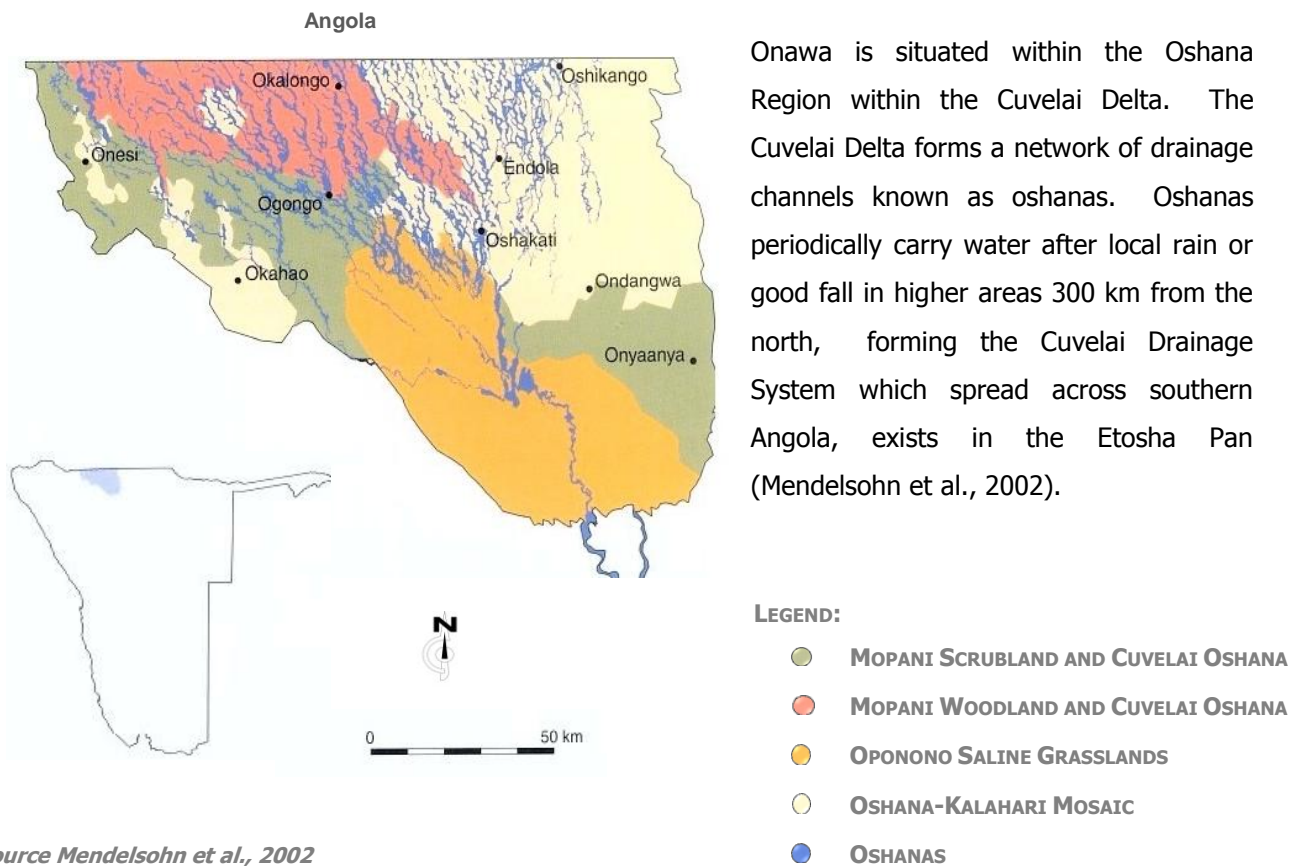 Angola
Okalongo
Oshikango
Onesi
Endola
Ogongo
Oshakati
Okahao
Ondangwa
Onyaanya
N
0 50 km
ource Mendelsohn et al., 2002
Onawa is situated within the Oshana
Region within the Cuvelai Delta. The
Cuvelai Delta forms a network of drainage
channels known as oshanas. Oshanas
periodically carry water after local rain or
good fall in higher areas 300 km from the
north, forming the Cuvelai Drainage
System which spread across southern
Angola, exists in the Etosha Pan
(Mendelsohn et al., 2002).
LEGEND:
MOPANI SCRUBLAND AND CUVELAI OSHANA
MOPANI WOODLAND AND CUVELAI OSHANA
OPONONO SALINE GRASSLANDS
OSHANA-KALAHARI MOSAIC
OSHANAS